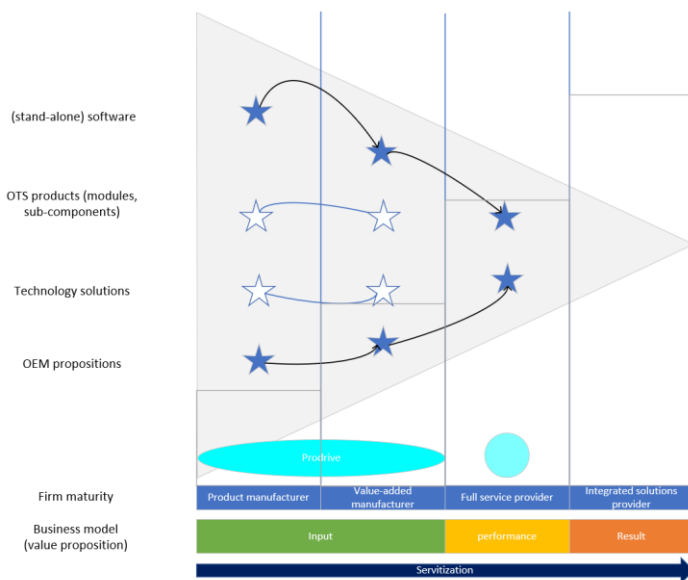 (stand-alone) software
OTS products (modules,
sub-components)
Technology solutions
OEM propositions
Prodrive
Firm maturity
Product manufacturer
Value-added
manufacturer
Full service provider
Integrated solutions
provider
Business model
(value proposition)
Input
performance
Result
Servitization